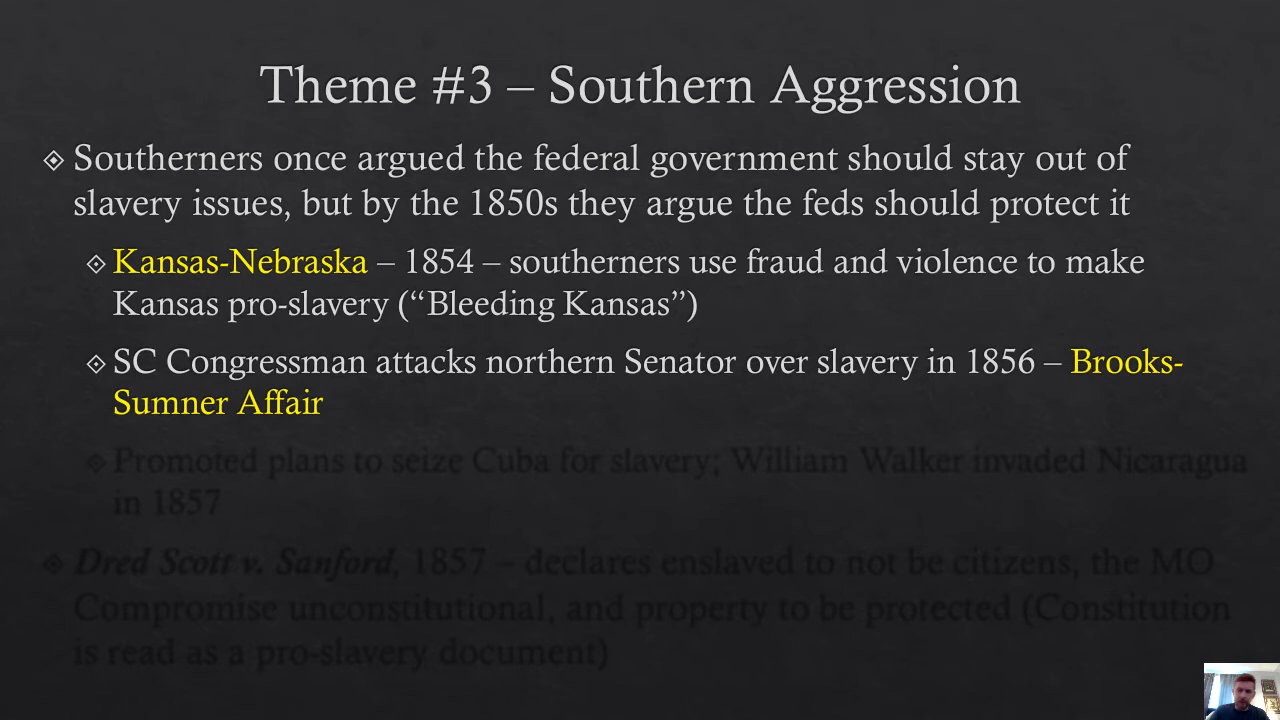 Theme #3 – Southern Aggression
Southerners once argued the federal government should stay out of
slavery issues, but by the 1850s they argue the feds should protect it
Kansas-Nebraska – 1854 – southerners use fraud and violence to make
Kansas pro-slavery (“Bleeding Kansas”)
SC Congressman attacks northern Senator over slavery in 1856 – Brooks-
Sumner Affair
Promoted plans to seize Cuba for slavery; William Walker invaded Nicaragua
in 1857
Dred Scott v. Sanford, 1857 – declares enslaved to not be citizens, the MO
Compromise unconstitutional, and property to be protected (Constitution
is read as a pro-slavery document)